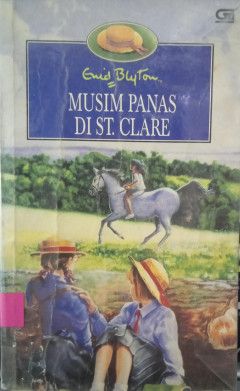 Enid Blyton
MUSIM PANAS
DI ST. CLARE